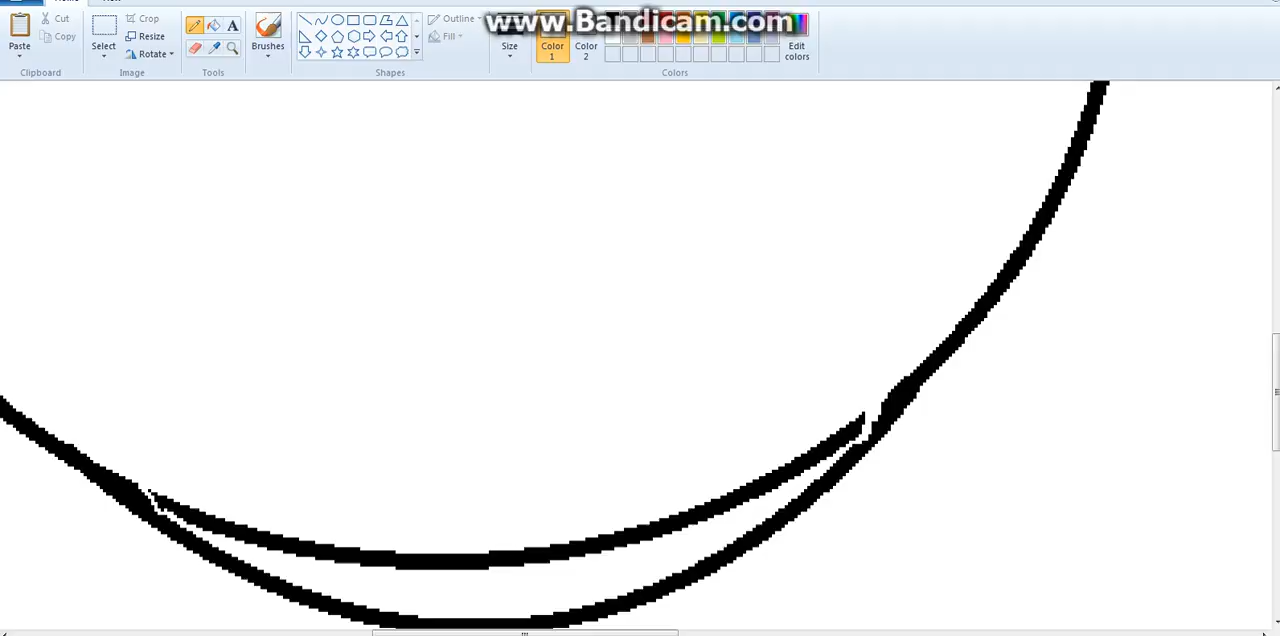 www.Bandicam.com
Paste
Cut
Copy
Clipboard
Select
Crop
Resize
Rotate
Image
A
Tools
Brushes
Shapes
Outline
Fill
Size
Color
1
Color
2
Edit
colors
Colors